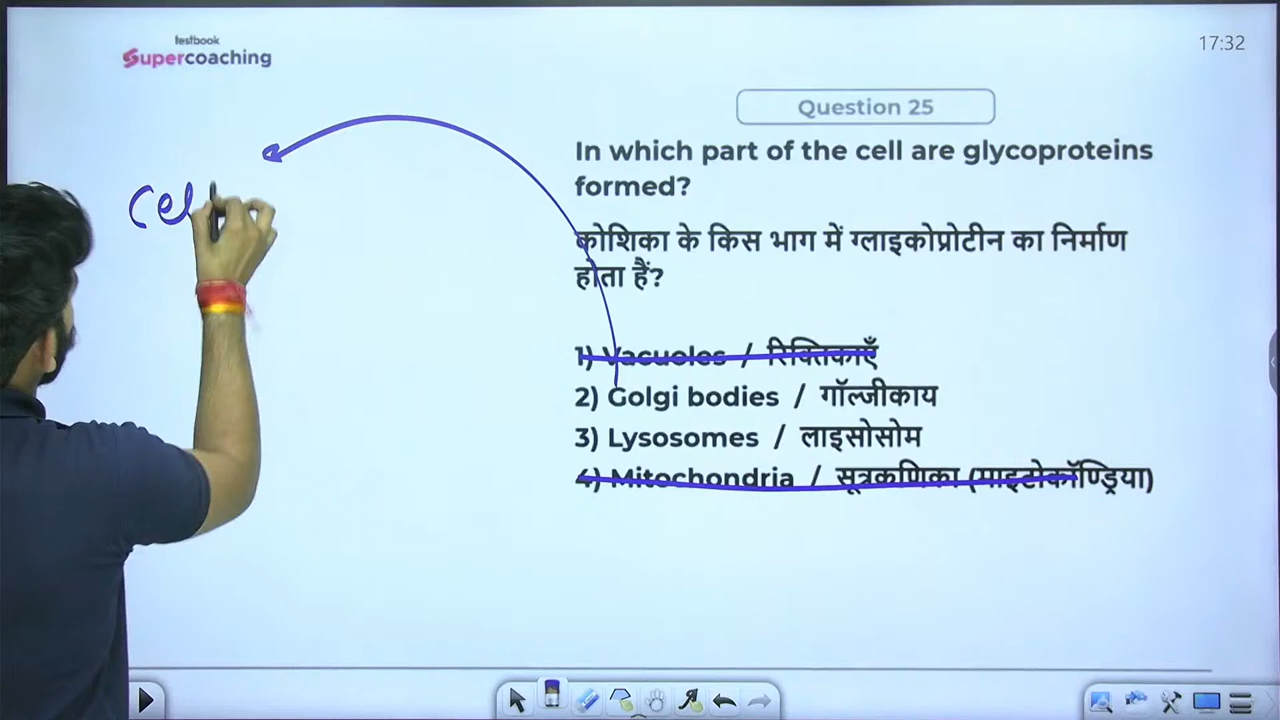 testbook
Supercoaching
17:32
Question 25
In which part of the cell are glycoproteins
formed?
कोशिका के किस भाग में ग्लाइकोप्रोटीन का निर्माण
होता हैं?
1) Vacuoles / रिक्तिकाएँ
2) Golgi bodies / गॉल्जीकाय
3) Lysosomes / लाइसोसोम
4) Mitochondria / सूत्रकणिका (माइटोकॉण्ड्रिया)
Cel